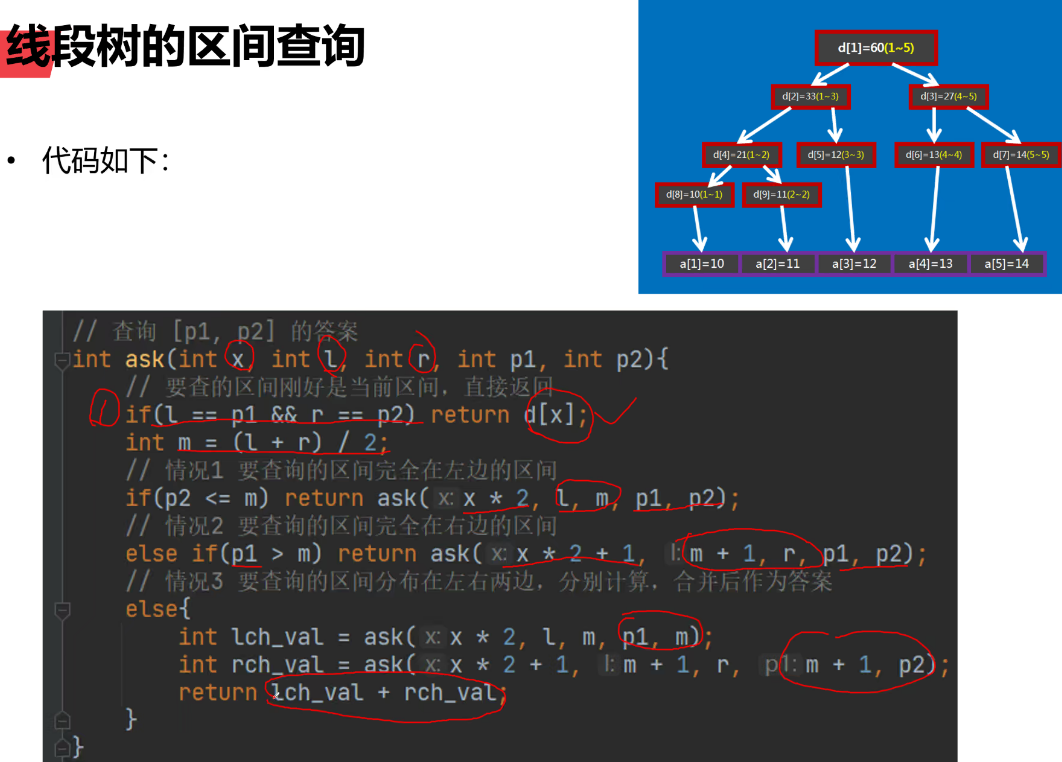 线段树的区间查询
• 代码如下：
d[1]=60(1~5)
d[2]=33(1~3) d[3]=27(4~5)
d[4]=21(1~2) d[5]=12(3~3) d[6]=13(4~4) d[7]=14(5~5)
d[8]=10(1~1) d[9]=11(2~2)
a[1]=10 a[2]=11 a[3]=12 a[4]=13 a[5]=14
// 查询 [p1, p2] 的答案
int ask(int x, int l, int r, int p1, int p2){
// 要查的区间刚好是当前区间，直接返回
if(l == p1 && r == p2) return d[x];
int m = (l + r) / 2;
// 情况1 要查询的区间完全在左边的区间
if(p2 <= m) return ask( x: x * 2, l, m, p1, p2);
// 情况2 要查询的区间完全在右边的区间
else if(p1 > m) return ask( x: x * 2 + 1, l: m + 1, r, p1, p2);
// 情况3 要查询的区间分布在左右两边，分别计算，合并后作为答案
else{
int lch_val = ask( x: x * 2, l, m, p1, m);
int rch_val = ask( x: x * 2 + 1, l: m + 1, r, p1: m + 1, p2);
return lch_val + rch_val;
}
}